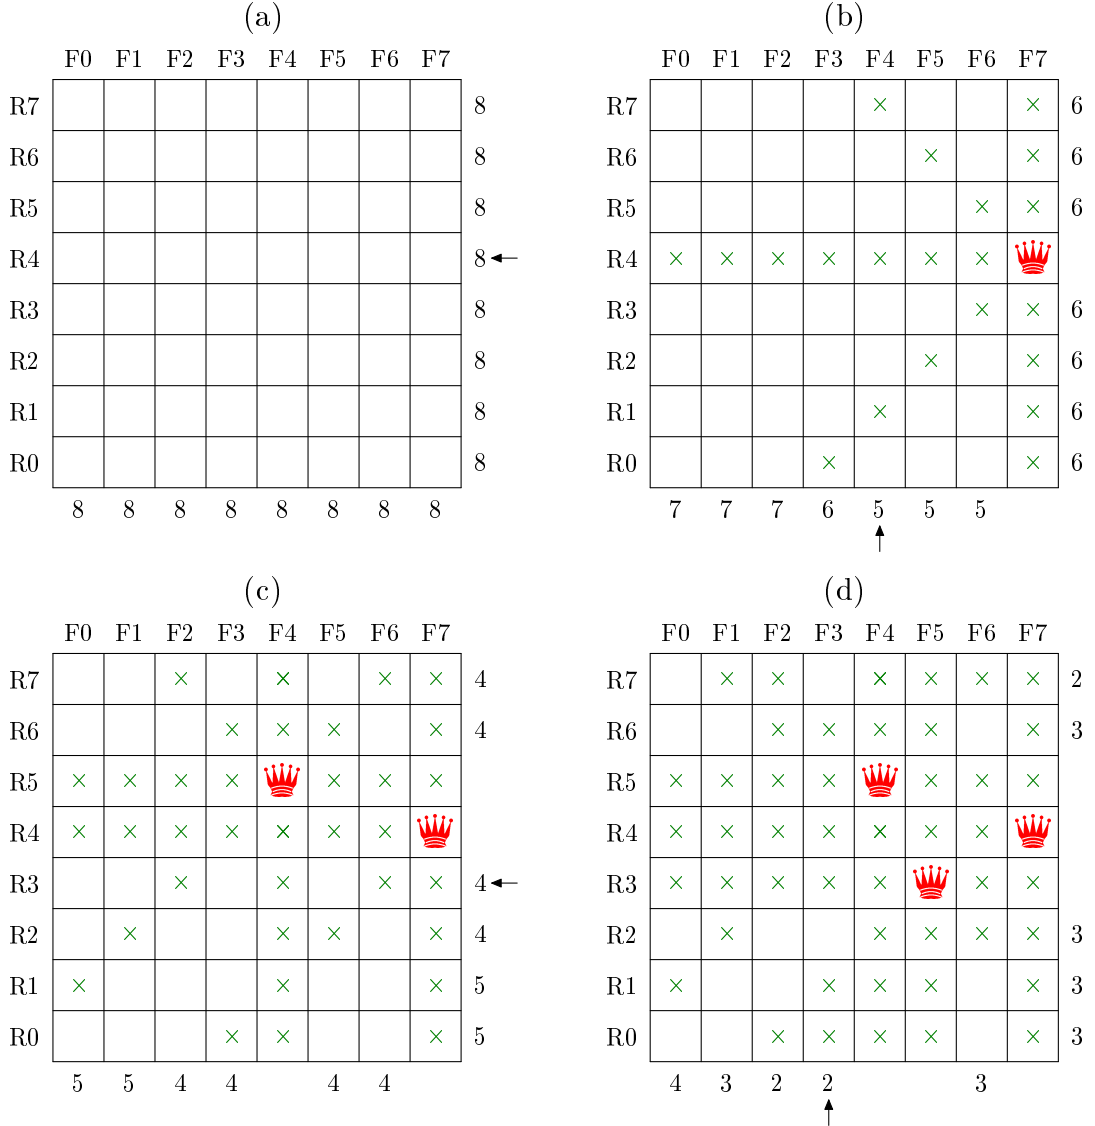 (a)
F0 F1 F2 F3 F4 F5 F6 F7
R7 8
R6 8
R5 8
R4 8
R3 8
R2 8
R1 8
R0 8
8 8 8 8 8 8 8 8
(b)
F0 F1 F2 F3 F4 F5 F6 F7
R7 6
R6 6
R5 6
R4
R3 6
R2 6
R1 6
R0 6
7 7 7 6 5 5 5
(c)
F0 F1 F2 F3 F4 F5 F6 F7
R7 4
R6 4
R5
R4
R3 4
R2 4
R1 5
R0 5
5 5 4 4 4 4
(d)
F0 F1 F2 F3 F4 F5 F6 F7
R7 2
R6 3
R5
R4
R3
R2 3
R1 3
R0 3
4 3 2 2 3